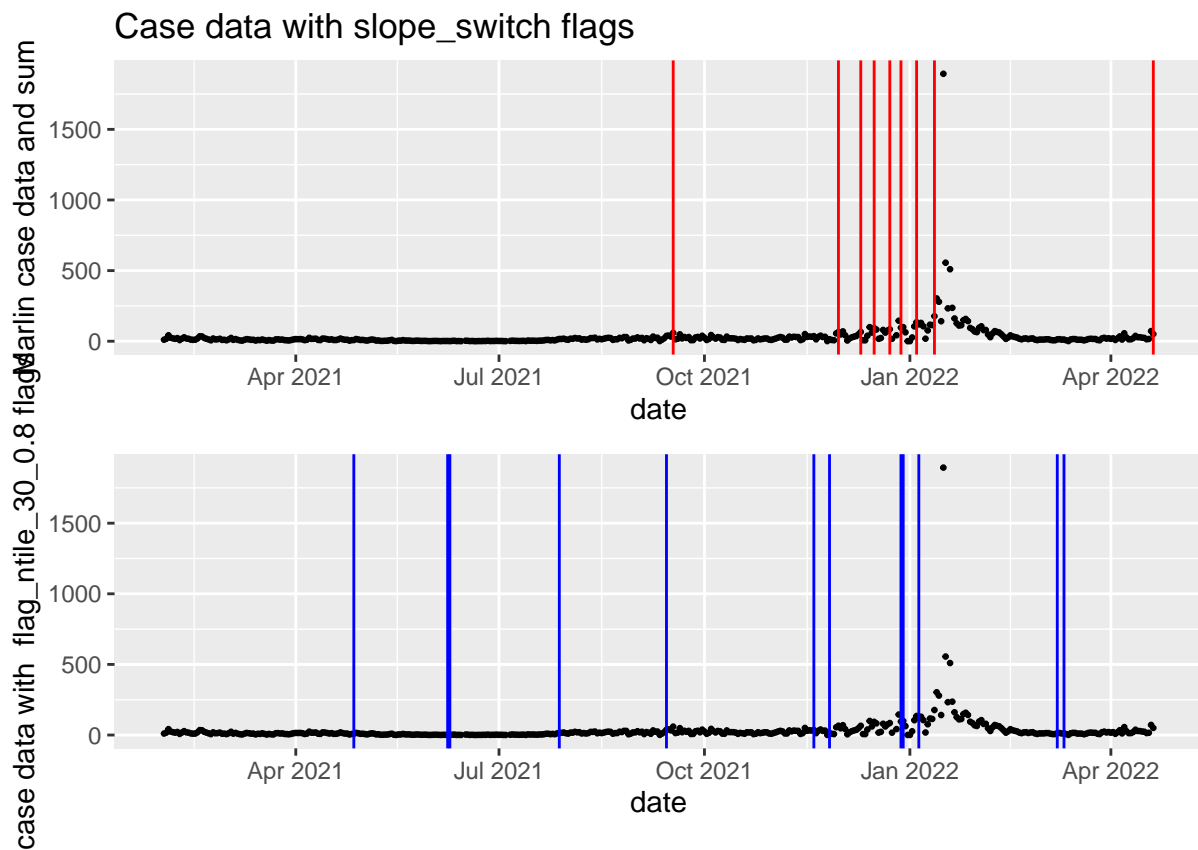 Case data with slope_switch flags
Marlin case data and sum
1500
1000
500
0
Apr 2021
Jul 2021
Oct 2021
Jan 2022
Apr 2022
date
case data with flag_ntile_30_0.8 flags
1500
1000
500
0
Apr 2021
Jul 2021
Oct 2021
Jan 2022
Apr 2022
date